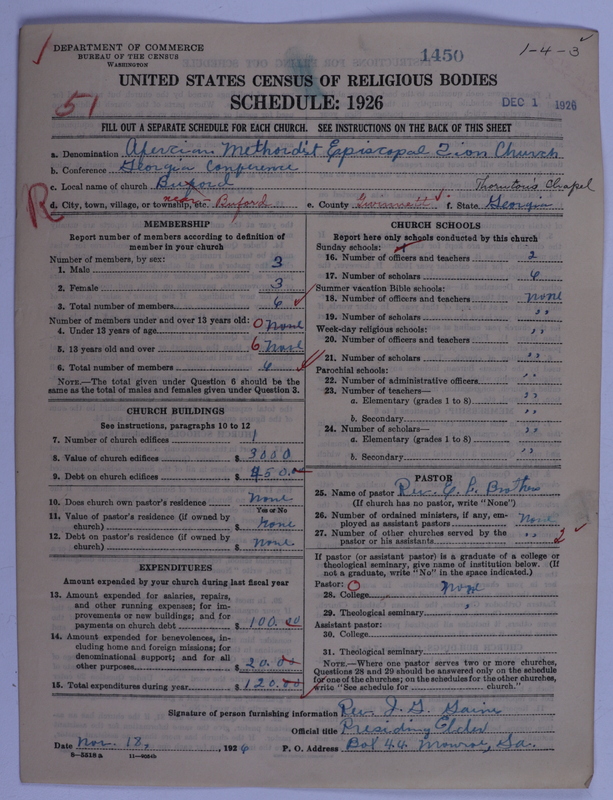 DEPARTMENT OF COMMERCE
BUREAU OF THE CENSUS
WASHINGTON
1450
1-4-3
51
UNITED STATES CENSUS OF RELIGIOUS BODIES
SCHEDULE: 1926
DEC 1 1926
FILL OUT A SEPARATE SCHEDULE FOR EACH CHURCH. SEE INSTRUCTIONS ON THE BACK OF THIS SHEET
a. Denomination African Methodist Episcopal Zion Church
b. Conference Georgia Conference
c. Local name of church Buford Thornton's Chapel
R
d. City, town, village, or township, etc. near Buford e. County Gwinnett f. State Georgia
MEMBERSHIP
Report number of members according to definition of member in your church
Number of members, by sex:
1. Male 3
2. Female 3
3. Total number of members 6
Number of members under and over 13 years old:
4. Under 13 years of age 0 None
5. 13 years old and over 6 None
6. Total number of members 6
NOTE.—The total given under Question 6 should be the same as the total of males and females given under Question 3.
CHURCH BUILDINGS
See instructions, paragraphs 10 to 12
7. Number of church edifices 1
8. Value of church edifices $ 3000
9. Debt on church edifices $ 450.00
10. Does church own pastor's residence None
Yes or No
11. Value of pastor's residence (if owned by church) $ None
12. Debt on pastor's residence (if owned by church) $ None
EXPENDITURES
Amount expended by your church during last fiscal year
13. Amount expended for salaries, repairs, and other running expenses; for improvements or new buildings; and for payments on church debt $ 100.00
14. Amount expended for benevolences, including home and foreign missions; for denominational support; and for all other purposes $ 20.00
15. Total expenditures during year $ 120.00
CHURCH SCHOOLS
Report here only schools conducted by this church
Sunday schools:
16. Number of officers and teachers 2
17. Number of scholars 6
Summer vacation Bible schools:
18. Number of officers and teachers None
19. Number of scholars ,,
Week-day religious schools:
20. Number of officers and teachers ,,
21. Number of scholars ,,
Parochial schools:
22. Number of administrative officers ,,
23. Number of teachers—
a. Elementary (grades 1 to 8) ,,
b. Secondary ,,
24. Number of scholars—
a. Elementary (grades 1 to 8) ,,
b. Secondary ,,
PASTOR
25. Name of pastor Rev. C. L. Brothers
(If church has no pastor, write "None")
26. Number of ordained ministers, if any, employed as assistant pastors None
27. Number of other churches served by the pastor or his assistants ,, 2
If pastor (or assistant pastor) is a graduate of a college or theological seminary, give name of institution below. (If not a graduate, write "No" in the space indicated.)
Pastor: 0
28. College None
29. Theological seminary ,
Assistant pastor:
30. College
31. Theological seminary
NOTE.—Where one pastor serves two or more churches, Questions 28 and 29 should be answered only on the schedule for one of the churches; on the schedules for the other churches, write "See schedule for church."
Signature of person furnishing information Rev. J. G.
Official title Presiding Elder
Date Nov. 18, 1926 P. O. Address Box 44 Monroe, Ga.